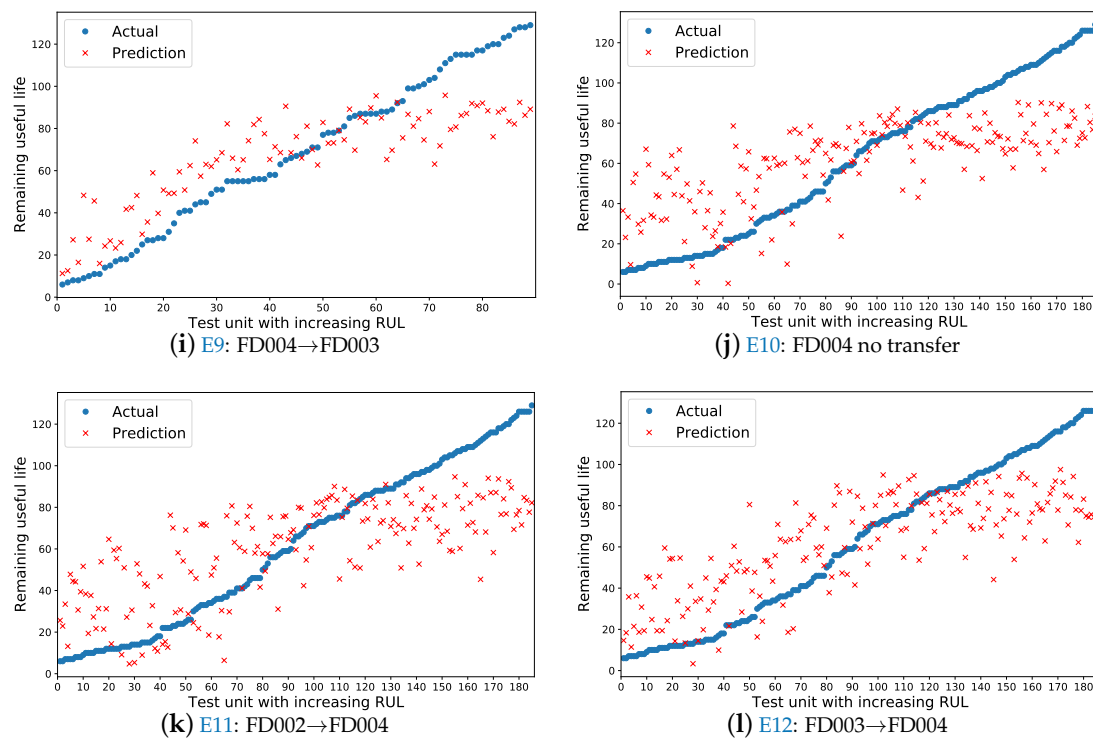 Remaining useful life
120
100
80
60
40
20
0
Actual
Prediction
0 10 20 30 40 50 60 70 80
Test unit with increasing RUL
(i) E9: FD004→FD003
Remaining useful life
120
100
80
60
40
20
0
Actual
Prediction
0 10 20 30 40 50 60 70 80 90 100 110 120 130 140 150 160 170 180
Test unit with increasing RUL
(j) E10: FD004 no transfer
Remaining useful life
120
100
80
60
40
20
0
Actual
Prediction
0 10 20 30 40 50 60 70 80 90 100 110 120 130 140 150 160 170 180
Test unit with increasing RUL
(k) E11: FD002→FD004
Remaining useful life
120
100
80
60
40
20
0
Actual
Prediction
0 10 20 30 40 50 60 70 80 90 100 110 120 130 140 150 160 170 180
Test unit with increasing RUL
(l) E12: FD003→FD004